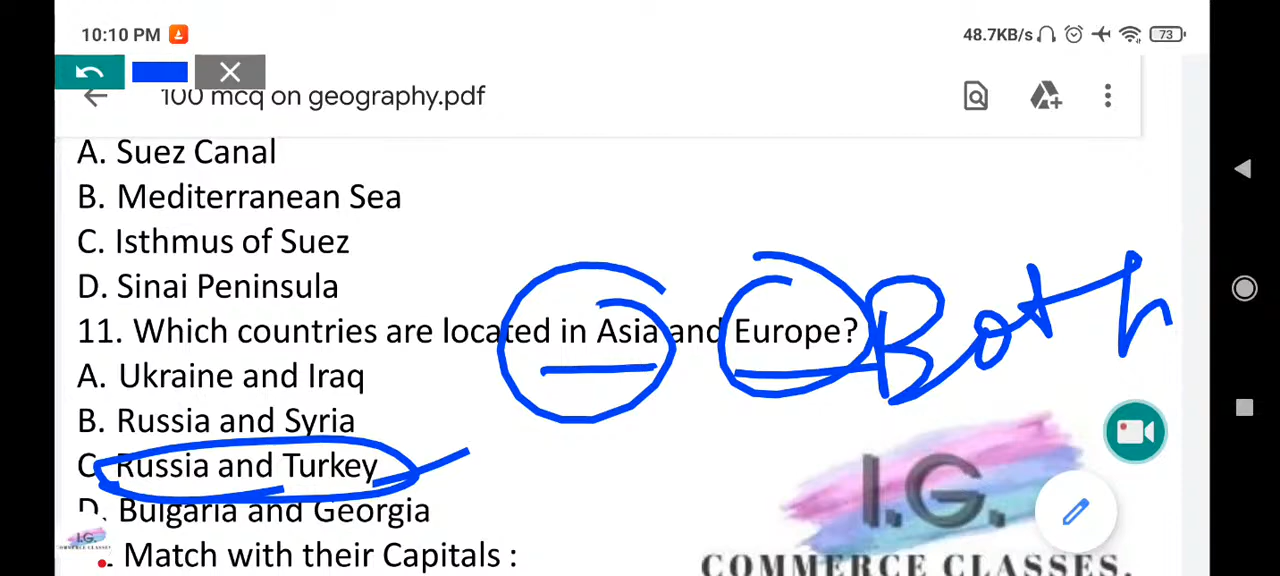 10:10 PM 48.7KB/s 73
100 mcq on geography.pdf
A. Suez Canal
B. Mediterranean Sea
C. Isthmus of Suez
D. Sinai Peninsula
11. Which countries are located in Asia and Europe? Both
A. Ukraine and Iraq
B. Russia and Syria
C. Russia and Turkey
D. Bulgaria and Georgia
Match with their Capitals :
I.G.
COMMERCE CLASSES.
I.G.
COMMERCE CLASSES.